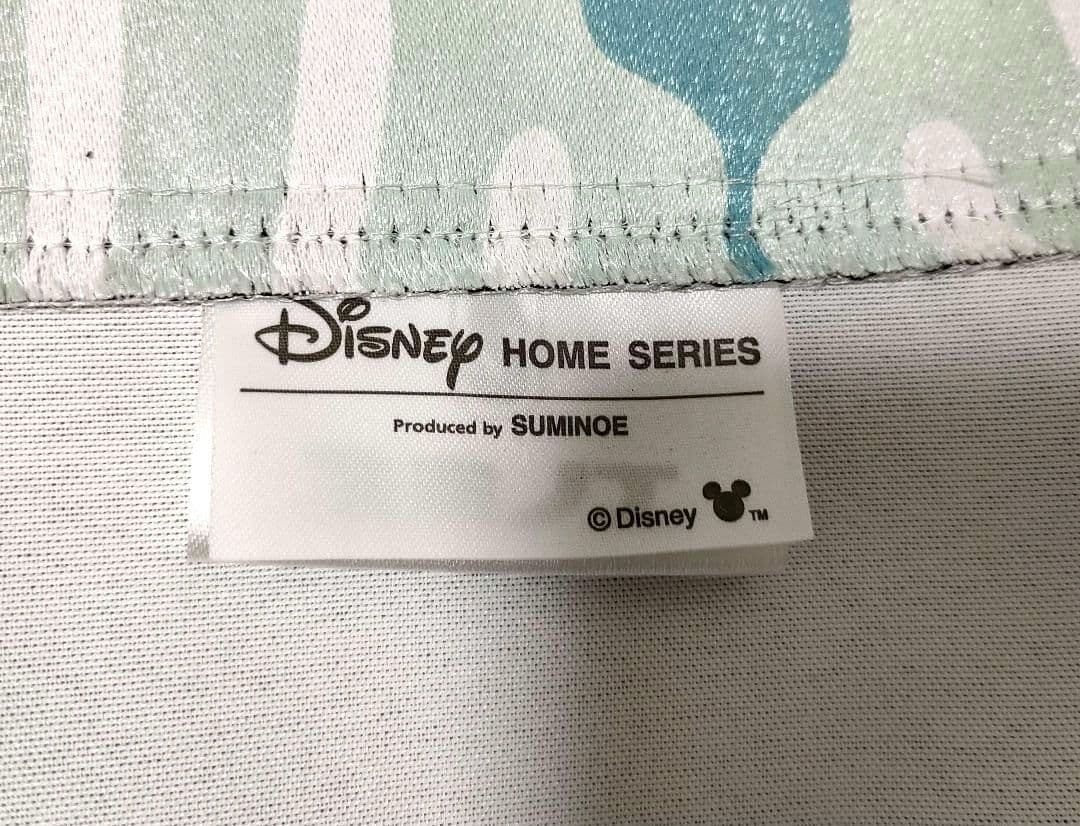 Disney HOME SERIES
Produced by SUMINOE
©Disney ™